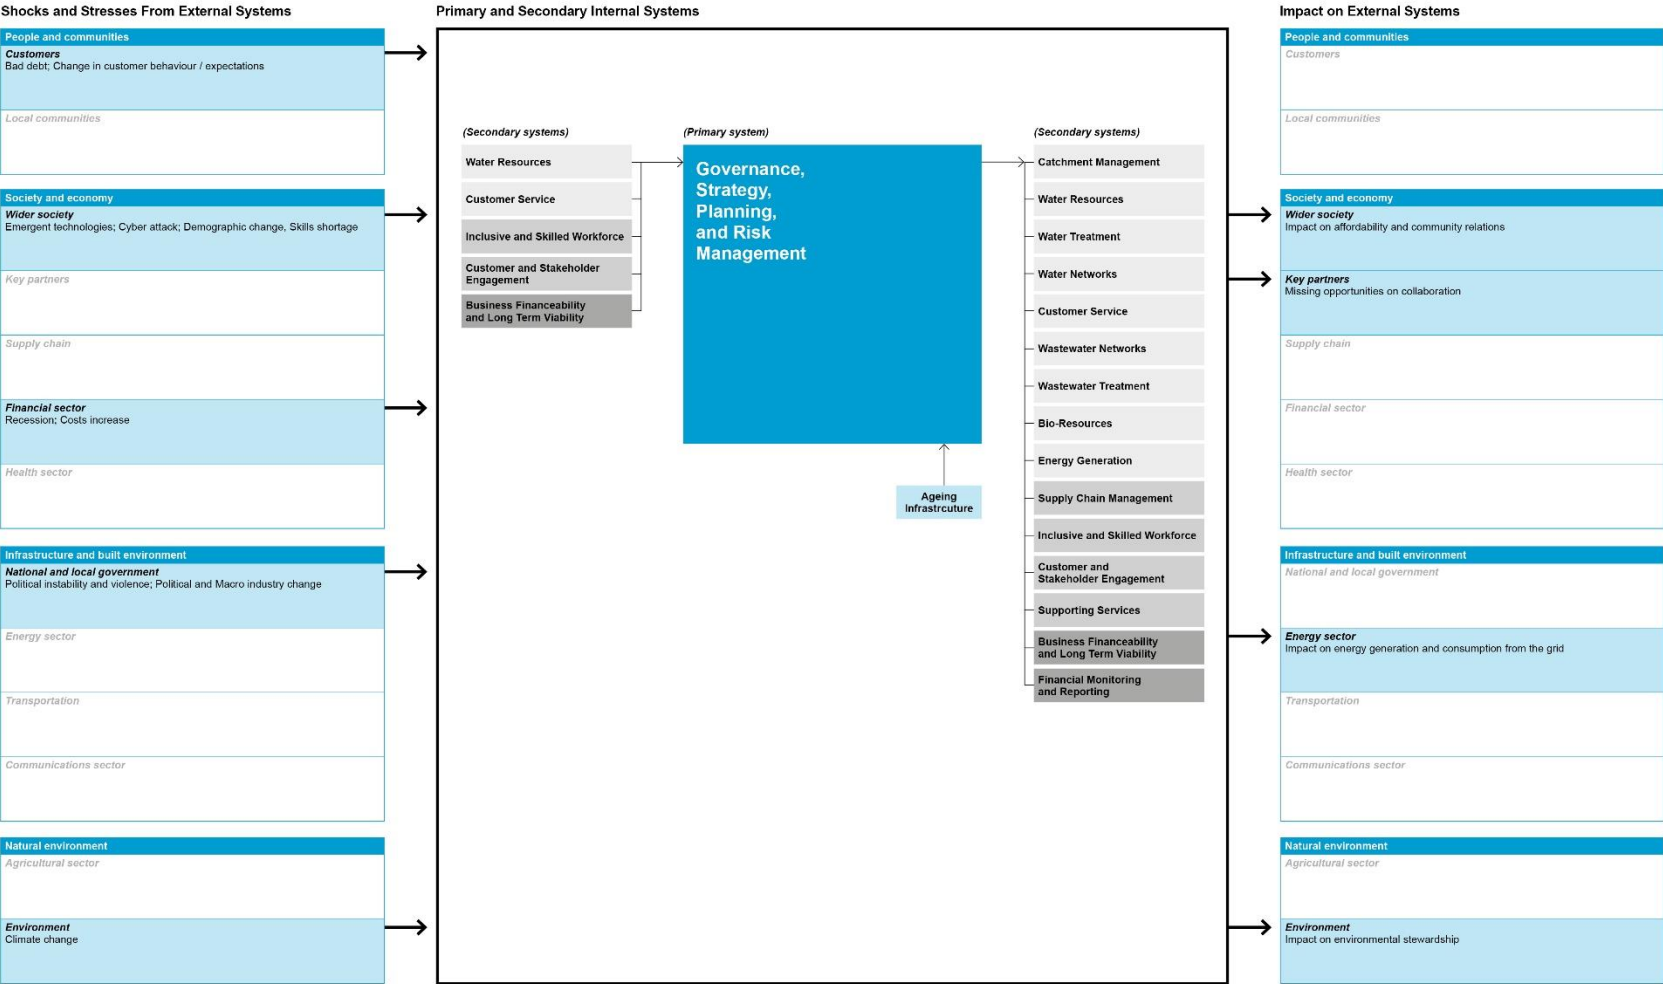 Shocks and Stresses From External Systems
People and communities
Customers
Bad debt; Change in customer behaviour / expectations
Local communities
Society and economy
Wider society
Emergent technologies; Cyber attack; Demographic change, Skills shortage
Key partners
Supply chain
Financial sector
Recession; Costs increase
Health sector
Infrastructure and built environment
National and local government
Political instability and violence; Political and Macro industry change
Energy sector
Transportation
Communications sector
Natural environment
Agricultural sector
Environment
Climate change
Primary and Secondary Internal Systems
(Secondary systems)
Water Resources
Customer Service
Inclusive and Skilled Workforce
Customer and Stakeholder
Engagement
Business Financeability
and Long Term Viability
(Primary system)
Governance,
Strategy,
Planning,
and Risk
Management
Ageing
Infrastrcuture
(Secondary systems)
Catchment Management
Water Resources
Water Treatment
Water Networks
Customer Service
Wastewater Networks
Wastewater Treatment
Bio-Resources
Energy Generation
Supply Chain Management
Inclusive and Skilled Workforce
Customer and
Stakeholder Engagement
Supporting Services
Business Financeability
and Long Term Viability
Financial Monitoring
and Reporting
Impact on External Systems
People and communities
Customers
Local communities
Society and economy
Wider society
Impact on affordability and community relations
Key partners
Missing opportunities on collaboration
Supply chain
Financial sector
Health sector
Infrastructure and built environment
National and local government
Energy sector
Impact on energy generation and consumption from the grid
Transportation
Communications sector
Natural environment
Agricultural sector
Environment
Impact on environmental stewardship